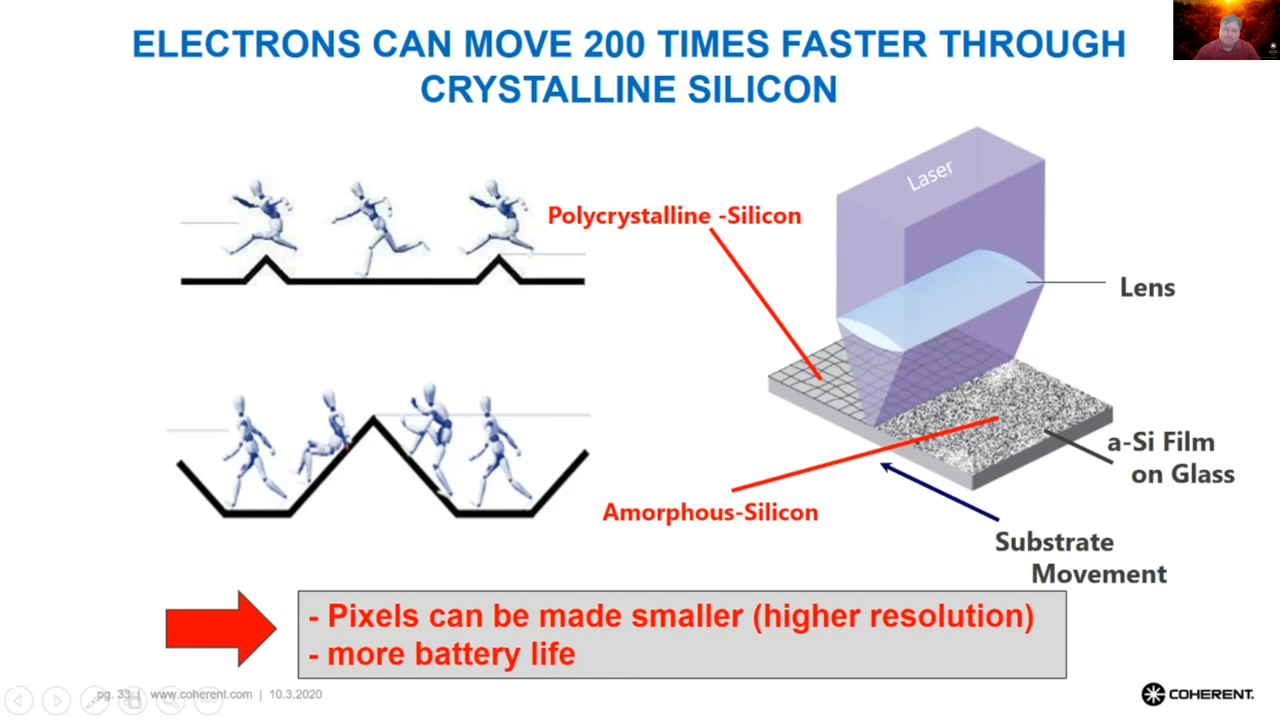 ELECTRONS CAN MOVE 200 TIMES FASTER THROUGH
CRYSTALLINE SILICON
Laser
Polycrystalline -Silicon
Lens
a-Si Film
on Glass
Amorphous-Silicon
Substrate
Movement
- Pixels can be made smaller (higher resolution)
- more battery life
pg. 33 | www.coherent.com | 10.3.2020
COHERENT.